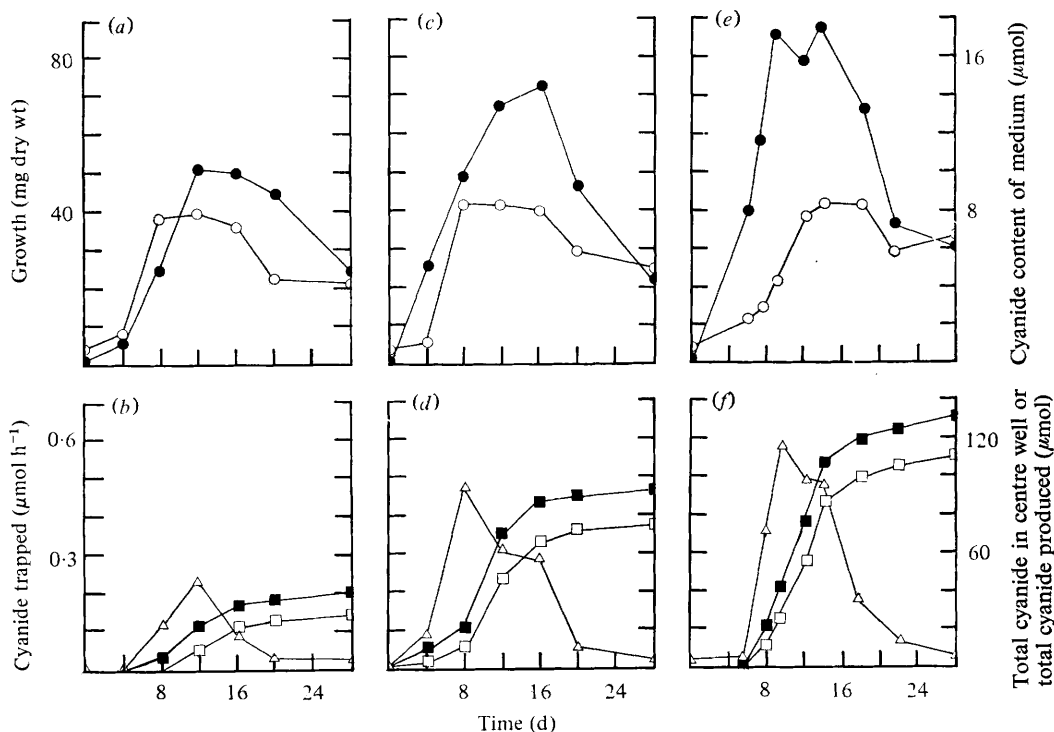 (a)
(c)
(e)
80
40
16
8
Growth (mg dry wt)
Cyanide content of medium (μmol)
(b)
(d)
(f)
0·6
0·3
120
60
Cyanide trapped (μmol h⁻¹)
Total cyanide in centre well or
total cyanide produced (μmol)
8 16 24 8 16 24 8 16 24
Time (d)